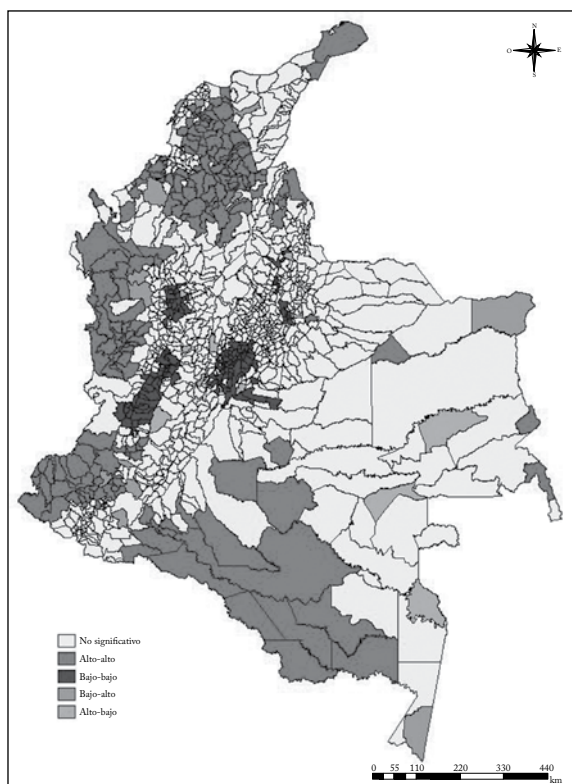 N
O E
S
No significativo
Alto-alto
Bajo-bajo
Bajo-alto
Alto-bajo
0 55 110 220 330 440
km